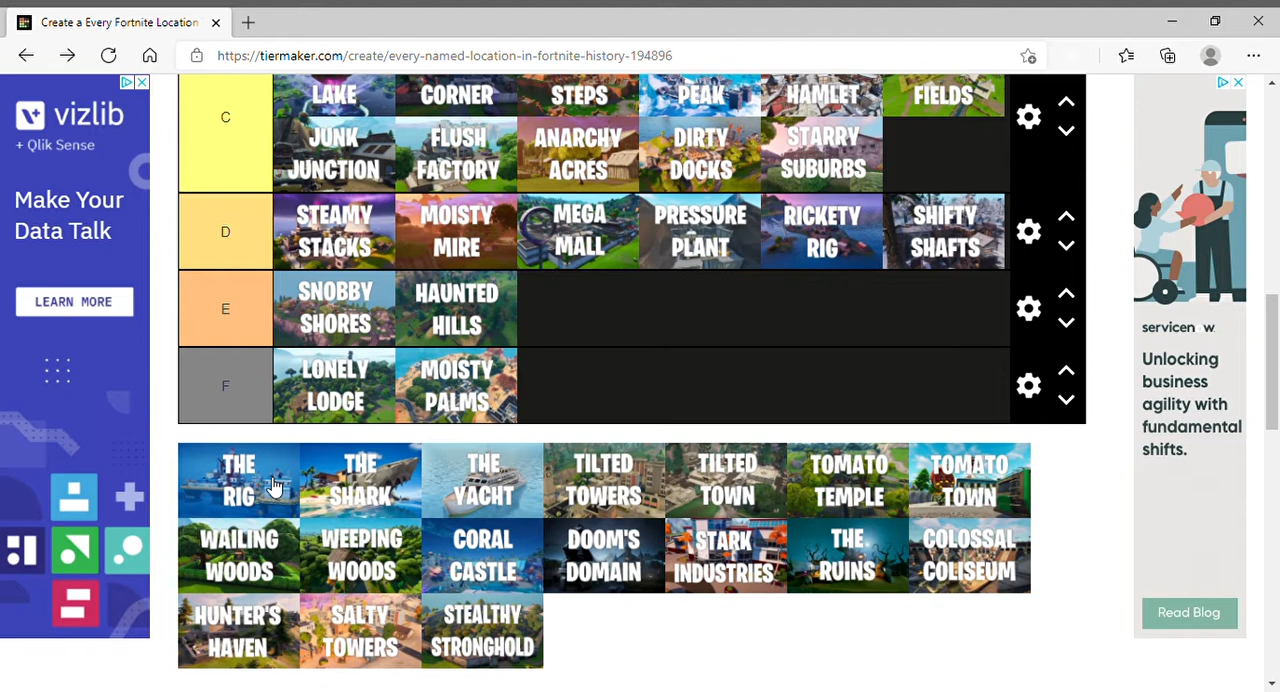 Create a Every Fortnite Location
https://tiermaker.com/create/every-named-location-in-fortnite-history-194896
vizlib
+ Qlik Sense
Make Your
Data Talk
LEARN MORE
C
LAKE
CORNER
STEPS
PEAK
HAMLET
FIELDS
JUNK
JUNCTION
FLUSH
FACTORY
ANARCHY
ACRES
DIRTY
DOCKS
STARRY
SUBURBS
D
STEAMY
STACKS
MOISTY
MIRE
MEGA
MALL
PRESSURE
PLANT
RICKETY
RIG
SHIFTY
SHAFTS
E
SNOBBY
SHORES
HAUNTED
HILLS
F
LONELY
LODGE
MOISTY
PALMS
THE
RIG
THE
SHARK
THE
YACHT
TILTED
TOWERS
TILTED
TOWN
TOMATO
TEMPLE
TOMATO
TOWN
WAILING
WOODS
WEEPING
WOODS
CORAL
CASTLE
DOOM'S
DOMAIN
STARK
INDUSTRIES
THE
RUINS
COLOSSAL
COLISEUM
HUNTER'S
HAVEN
SALTY
TOWERS
STEALTHY
STRONGHOLD
servicenow
Unlocking
business
agility with
fundamental
shifts.
Read Blog